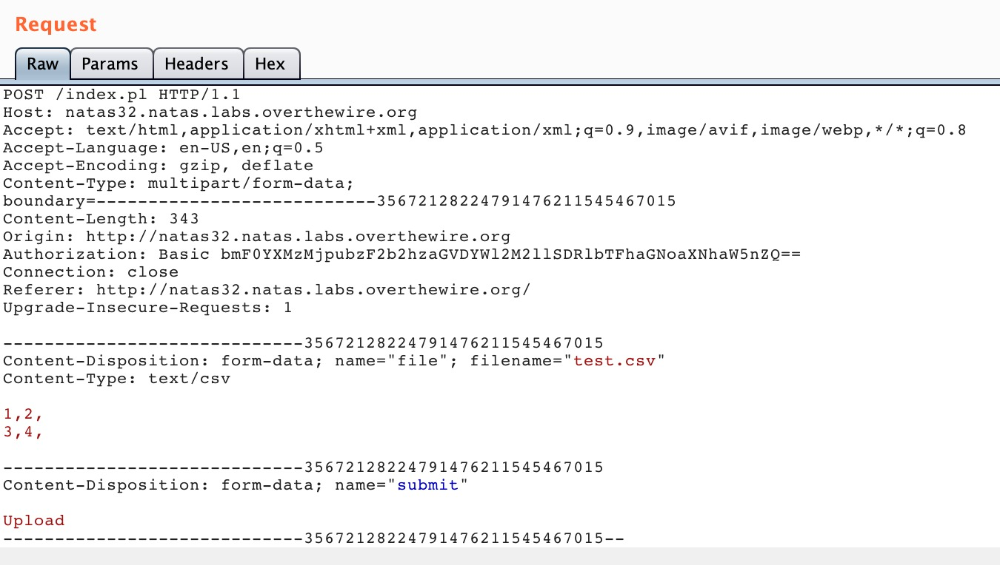 Request
Raw Params Headers Hex
POST /index.pl HTTP/1.1
Host: natas32.natas.labs.overthewire.org
Accept: text/html,application/xhtml+xml,application/xml;q=0.9,image/avif,image/webp,*/*;q=0.8
Accept-Language: en-US,en;q=0.5
Accept-Encoding: gzip, deflate
Content-Type: multipart/form-data;
boundary=---------------------------35672128224791476211545467015
Content-Length: 343
Origin: http://natas32.natas.labs.overthewire.org
Authorization: Basic bmF0YXMzMjpubzF2b2hzaGVDYWl2M2llSDRlbTFhaGNoaXNhaW5nZQ==
Connection: close
Referer: http://natas32.natas.labs.overthewire.org/
Upgrade-Insecure-Requests: 1
-----------------------------35672128224791476211545467015
Content-Disposition: form-data; name="file"; filename="test.csv"
Content-Type: text/csv
1,2,
3,4,
-----------------------------35672128224791476211545467015
Content-Disposition: form-data; name="submit"
Upload
-----------------------------35672128224791476211545467015--